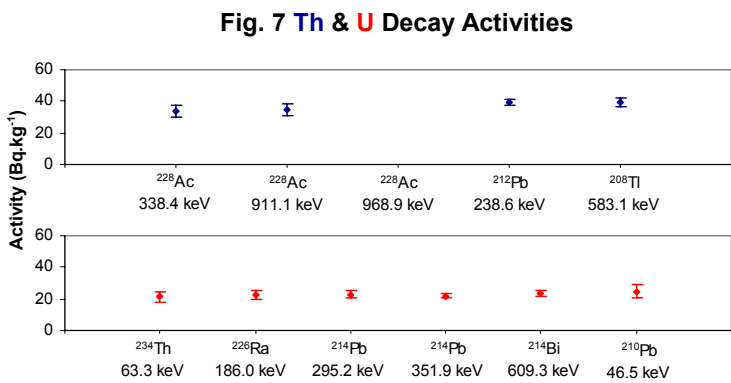 Fig. 7 Th & U Decay Activities
Activity (Bq.kg⁻¹)
60
40
20
0
²²⁸Ac ²²⁸Ac ²²⁸Ac ²¹²Pb ²⁰⁸Tl
338.4 keV 911.1 keV 968.9 keV 238.6 keV 583.1 keV
60
40
20
0
²³⁴Th ²²⁶Ra ²¹⁴Pb ²¹⁴Pb ²¹⁴Bi ²¹⁰Pb
63.3 keV 186.0 keV 295.2 keV 351.9 keV 609.3 keV 46.5 keV